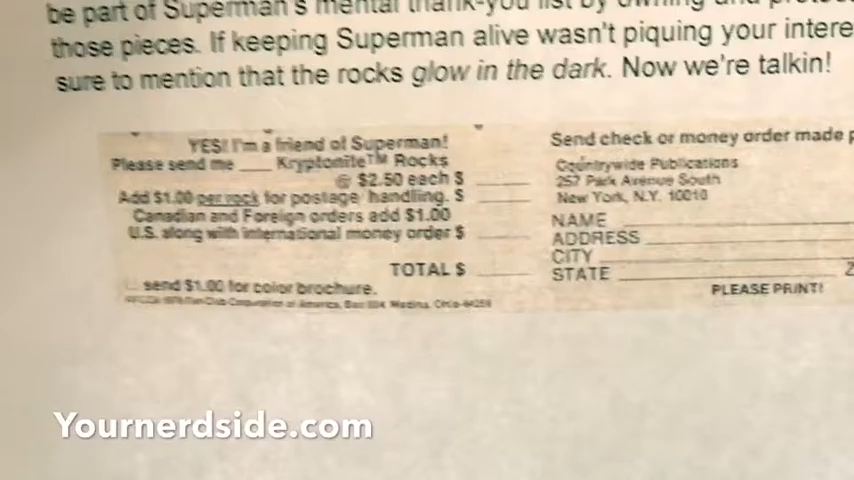 be part of Superman's mental thank-you list by owning and
those pieces. If keeping Superman alive wasn't piquing your intere
sure to mention that the rocks glow in the dark. Now we're talkin!
YES! I'm a friend of Superman!
Please send me ___ Kryptonite™ Rocks
@ $2.50 each $ ____
Add $1.00 per rock for postage/handling. $ ____
Canadian and Foreign orders add $1.00
U.S. along with international money order $ ____
TOTAL $ ____
send $1.00 for color brochure.
Send check or money order made p
Countrywide Publications
257 Park Avenue South
New York, N.Y. 10010
NAME
ADDRESS
CITY
STATE
PLEASE PRINT!
Yournerdside.com